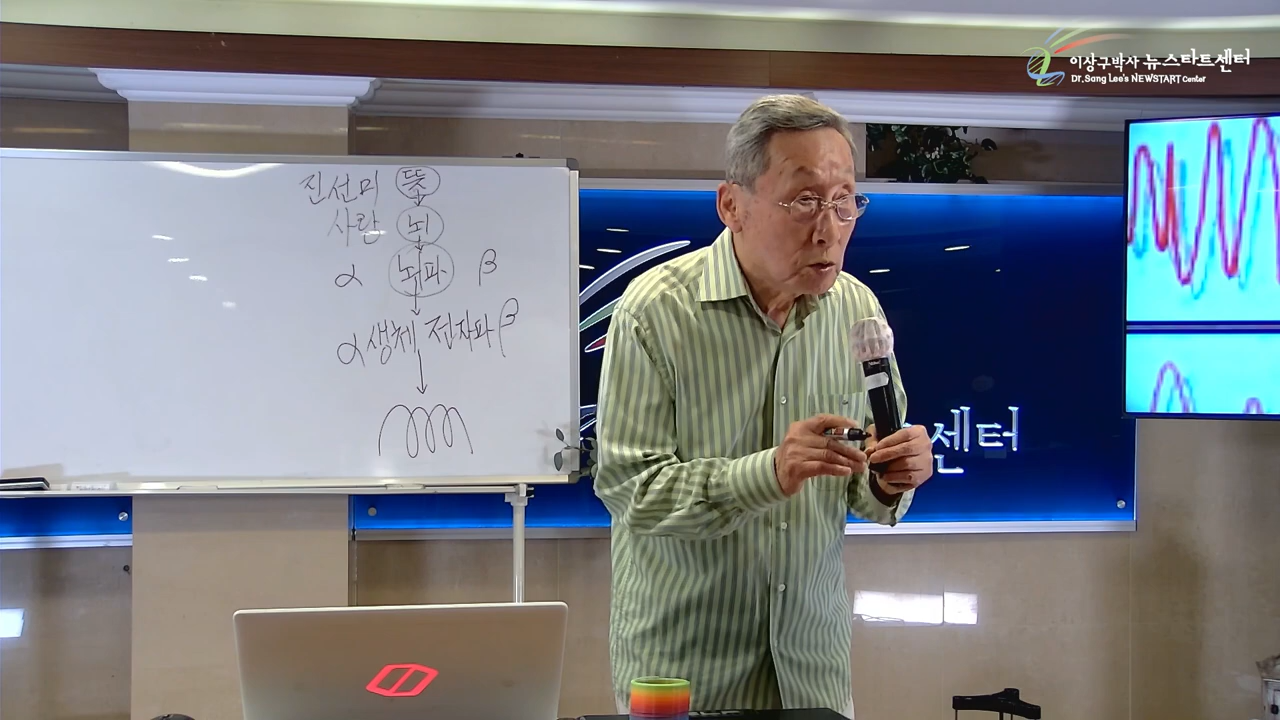 이상구박사 뉴스타트센터
Dr. Sang Lee's NEWSTART Center
진선미 뜻
사랑 뇌
α 뇌파 β
α 생체 전자파 β
센터